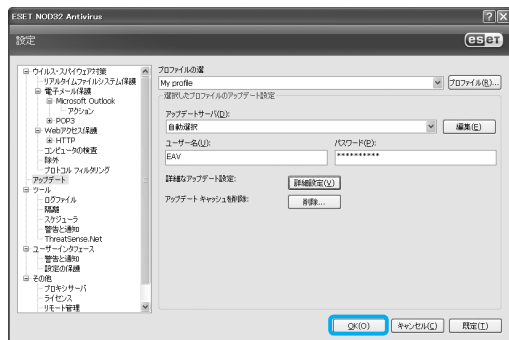 ESET NOD32 Antivirus
設定
eset
ウイルス・スパイウェア対策
リアルタイムファイルシステム保護
電子メール保護
Microsoft Outlook
アクション
POP3
Webアクセス保護
HTTP
コンピュータの検査
除外
プロトコル フィルタリング
アップデート
ツール
ログファイル
隔離
スケジューラ
警告と通知
ThreatSense.Net
ユーザーインタフェース
警告と通知
設定の保護
その他
プロキシサーバ
ライセンス
リモート管理
プロファイルの選
My profile
プロファイル(R)...
選択したプロファイルのアップデート設定
アップデートサーバ(D):
自動選択
編集(E)
ユーザー名(U):
パスワード(P):
EAV
**********
詳細なアップデート設定:
詳細設定(V)
アップデート キャッシュを削除:
削除...
OK(O)
キャンセル(C)
既定(T)